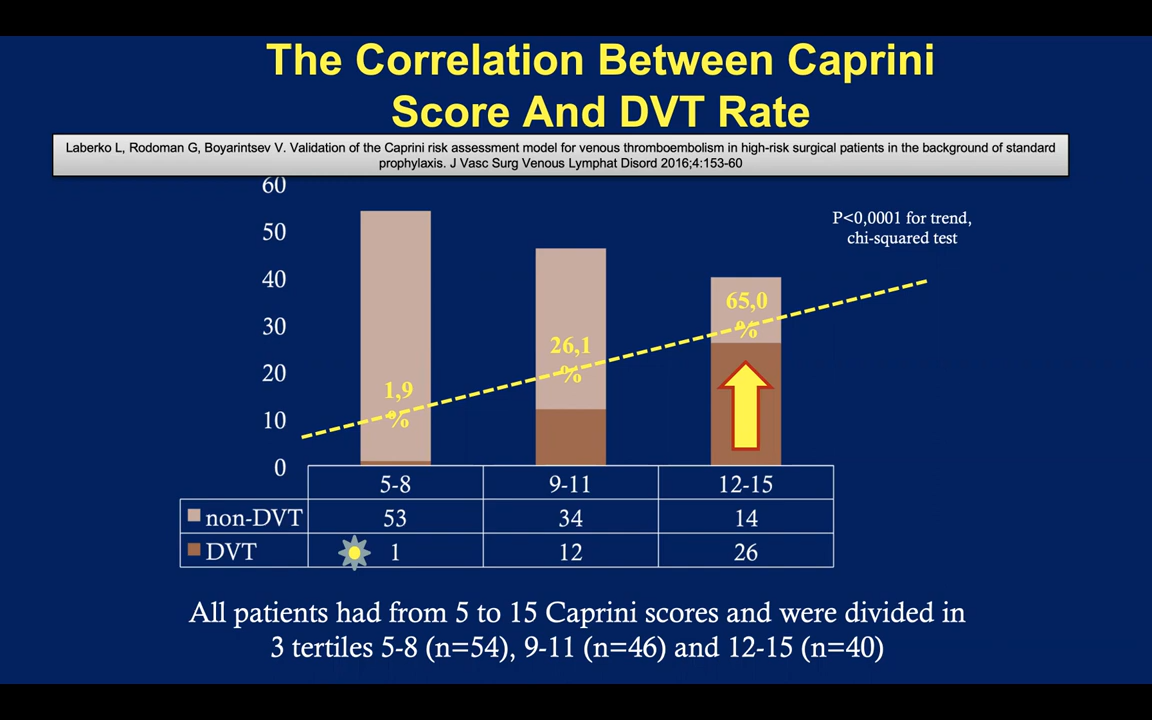 The Correlation Between Caprini
Score And DVT Rate
Laberko L, Rodoman G, Boyarintsev V. Validation of the Caprini risk assessment model for venous thromboembolism in high-risk surgical patients in the background of standard
prophylaxis. J Vasc Surg Venous Lymphat Disord 2016;4:153-60
60
50
40
30
20
10
0
P<0,0001 for trend,
chi-squared test
65,0
%
26,1
%
1,9
%
5-8 9-11 12-15
non-DVT 53 34 14
DVT 1 12 26
All patients had from 5 to 15 Caprini scores and were divided in
3 tertiles 5-8 (n=54), 9-11 (n=46) and 12-15 (n=40)